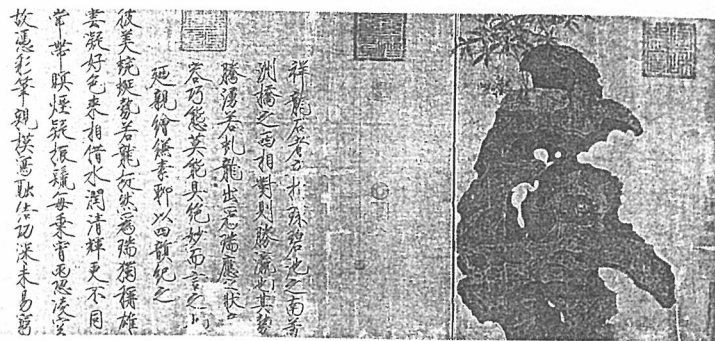 祥龍石者立於環碧池之南芳
洲橋之西相對則勝瀛也其勢
騰湧若虬龍出為瑞應之狀奇
容巧態莫能具絕妙而言之也
廼親繪縑素聊以四韻紀之
彼美蜿蜒勢若龍挺然為瑞獨稱雄
雲凝好色來相借水潤清輝更不同
常帶暝煙疑振鬣每乘宵雨恐凌空
故憑彩筆親模寫融結功深未易窮